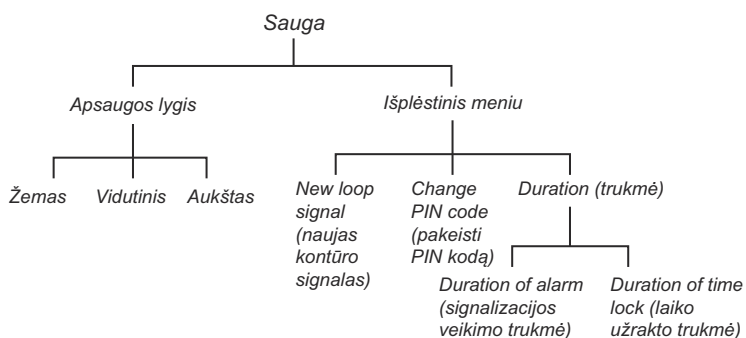 Sauga
Apsaugos lygis
Išplėstinis meniu
Žemas
Vidutinis
Aukštas
New loop
signal
(naujas
kontūro
signalas)
Change
PIN code
(pakeisti
PIN kodą)
Duration (trukmė)
Duration of alarm
(signalizacijos
veikimo trukmė)
Duration of time
lock (laiko
užrakto trukmė)